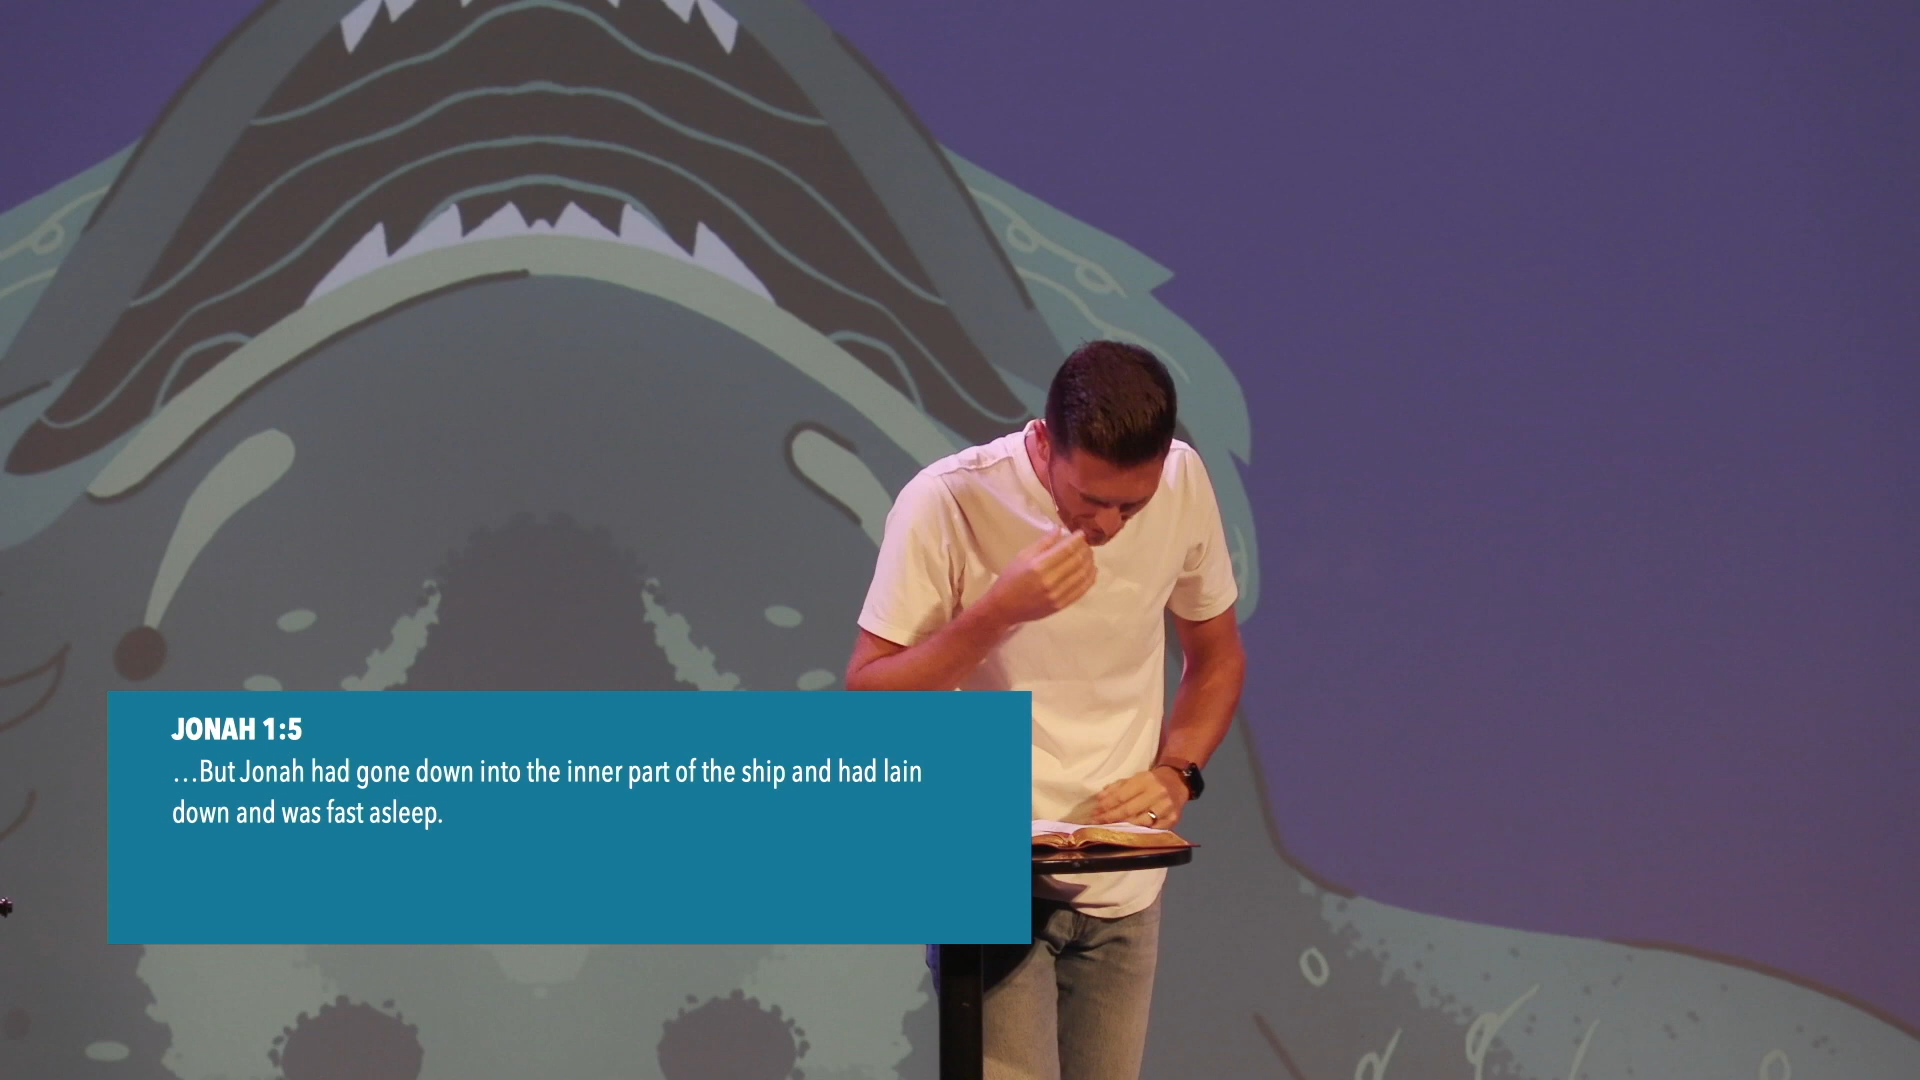 JONAH 1:5
…But Jonah had gone down into the inner part of the ship and had lain
down and was fast asleep.